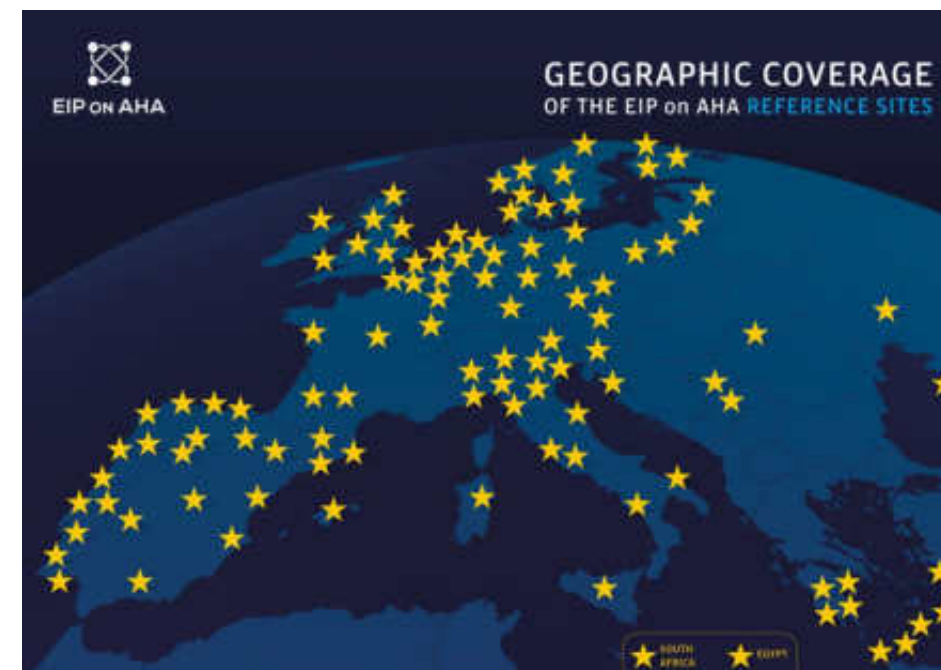 EIP ON AHA
GEOGRAPHIC COVERAGE
OF THE EIP on AHA REFERENCE SITES
SOUTH
AFRICA
EGYPT